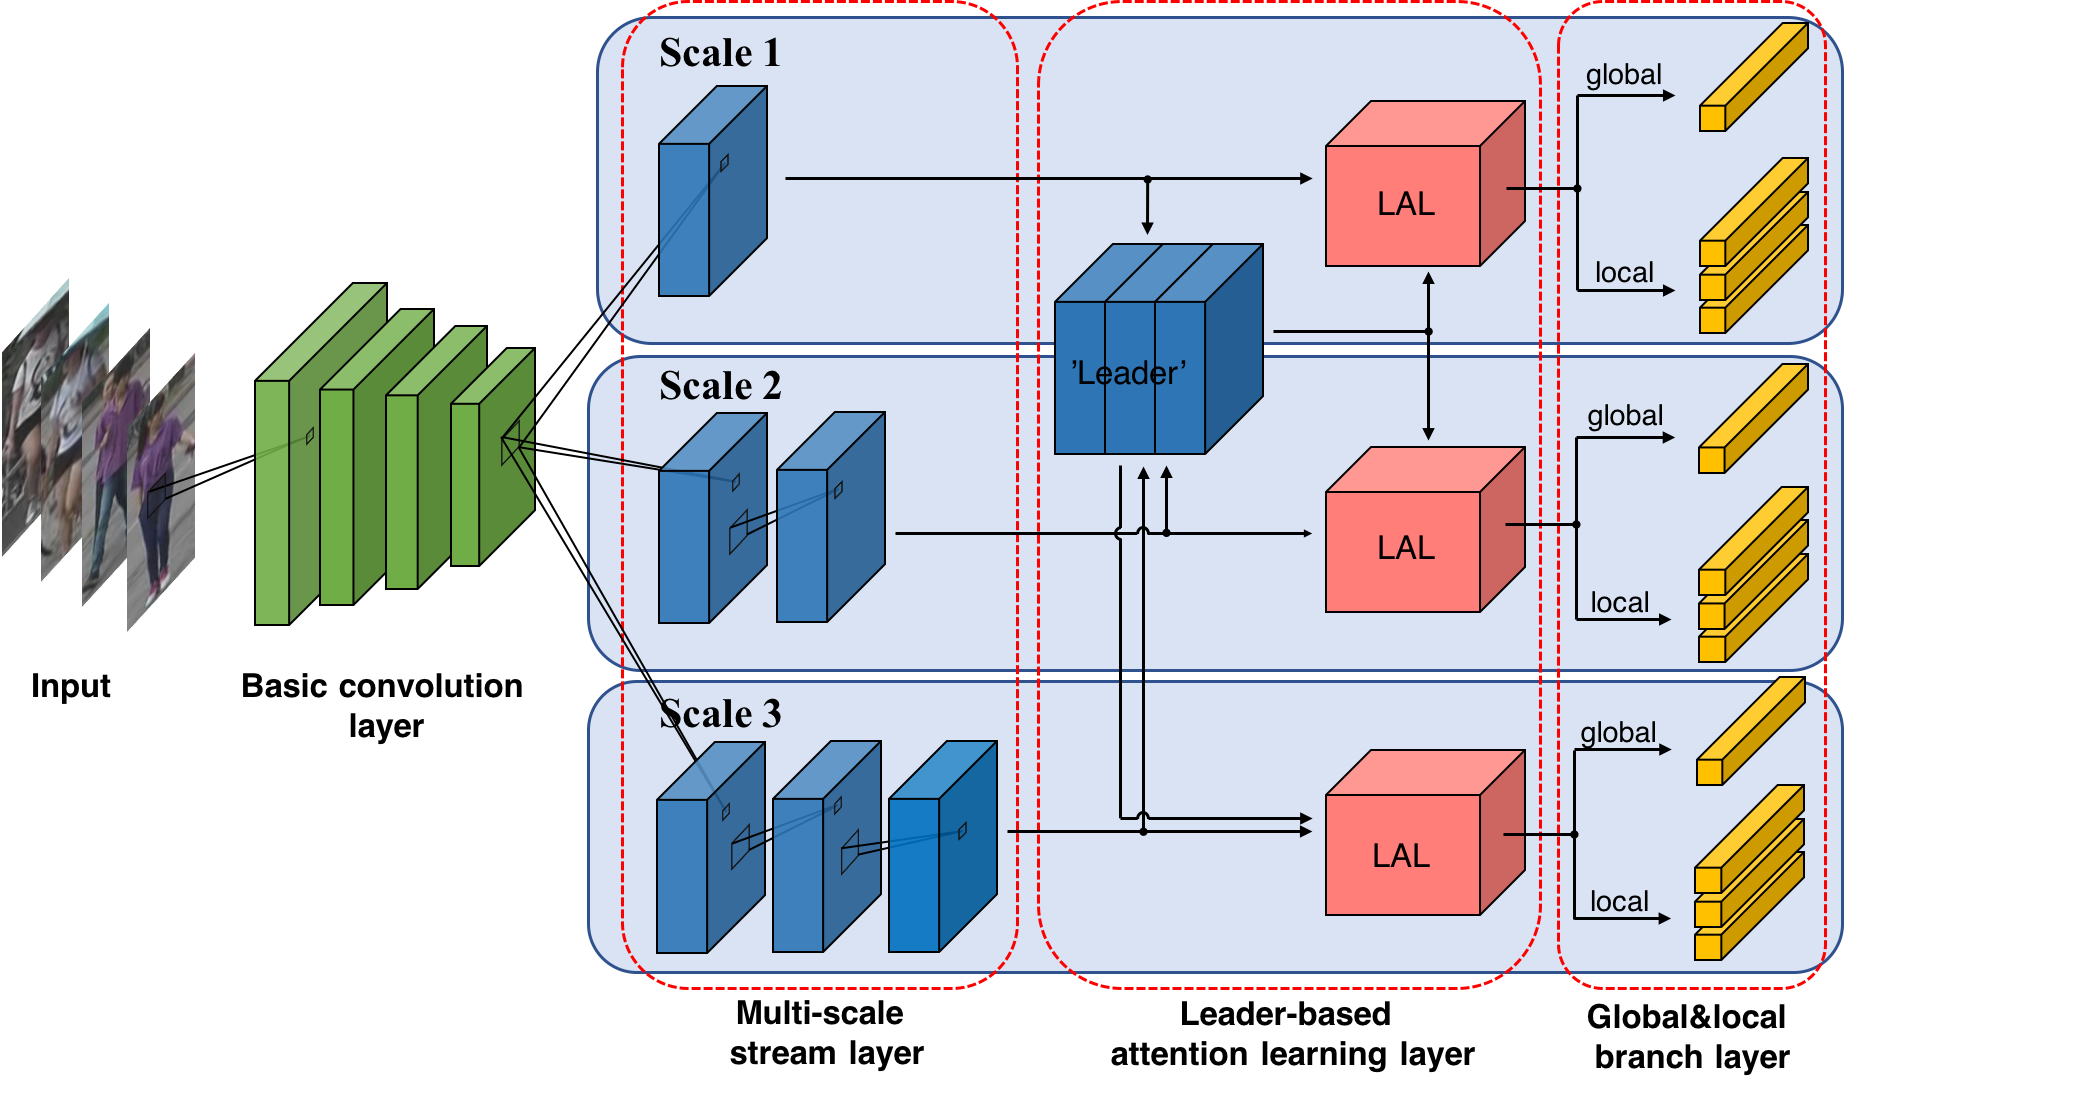 Scale 1
global
LAL
local
'Leader'
Scale 2
global
LAL
local
Input
Basic convolution
layer
Scale 3
global
LAL
local
Multi-scale
stream layer
Leader-based
attention learning layer
Global&local
branch layer